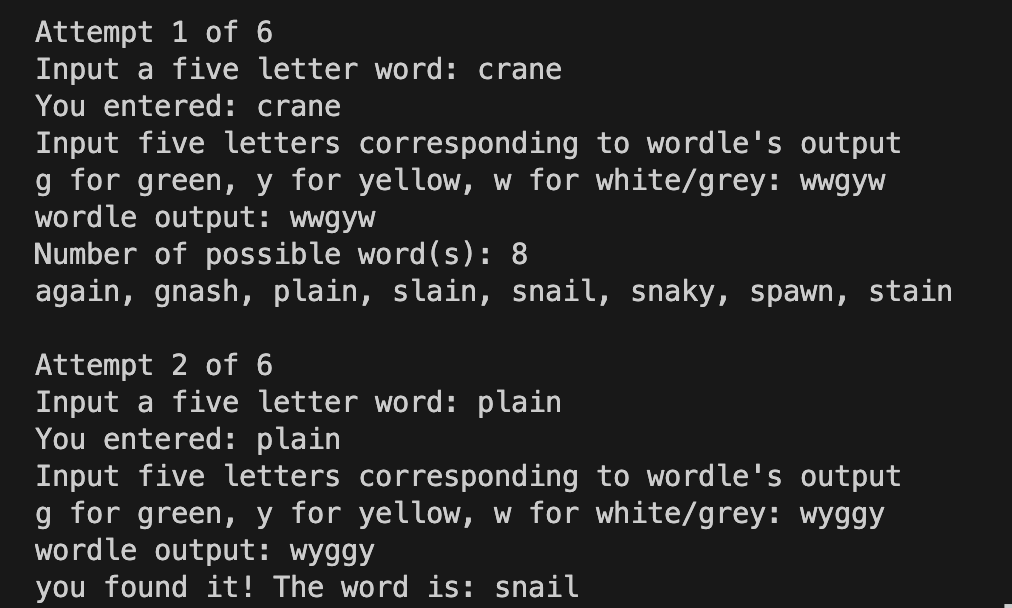 Attempt 1 of 6
Input a five letter word: crane
You entered: crane
Input five letters corresponding to wordle's output
g for green, y for yellow, w for white/grey: wwgyw
wordle output: wwgyw
Number of possible word(s): 8
again, gnash, plain, slain, snail, snaky, spawn, stain
Attempt 2 of 6
Input a five letter word: plain
You entered: plain
Input five letters corresponding to wordle's output
g for green, y for yellow, w for white/grey: wyggy
wordle output: wyggy
you found it! The word is: snail